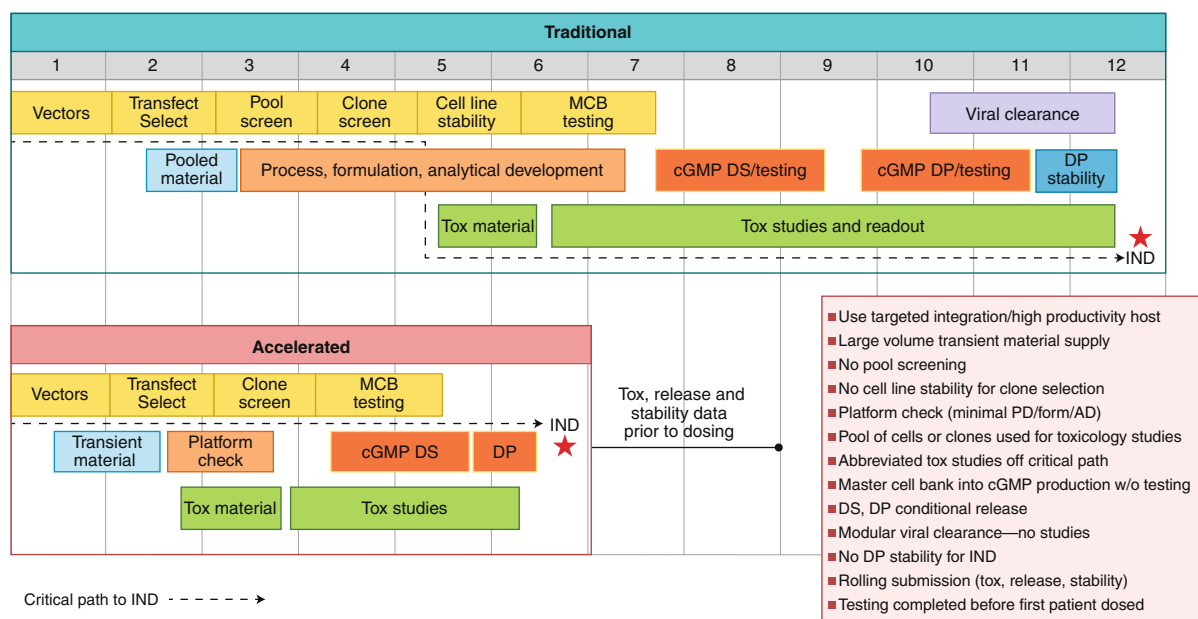 Traditional
1 2 3 4 5 6 7 8 9 10 11 12
Vectors
Transfect
Select
Pool
screen
Clone
screen
Cell line
stability
MCB
testing
Viral clearance
Pooled
material
Process, formulation, analytical development
cGMP DS/testing
cGMP DP/testing
DP
stability
Tox material
Tox studies and readout
IND
Accelerated
Vectors
Transfect
Select
Clone
screen
MCB
testing
IND
Transient
material
Platform
check
cGMP DS
DP
Tox material
Tox studies
Tox, release and
stability data
prior to dosing
Use targeted integration/high productivity host
Large volume transient material supply
No pool screening
No cell line stability for clone selection
Platform check (minimal PD/form/AD)
Pool of cells or clones used for toxicology studies
Abbreviated tox studies off critical path
Master cell bank into cGMP production w/o testing
DS, DP conditional release
Modular viral clearance—no studies
No DP stability for IND
Rolling submission (tox, release, stability)
Testing completed before first patient dosed
Critical path to IND